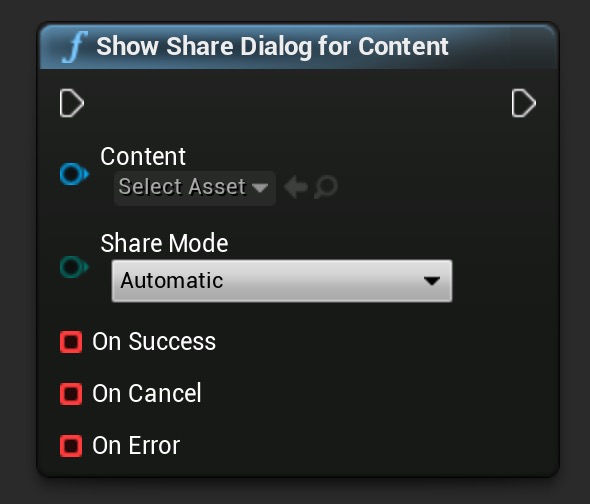 Show Share Dialog for Content
Content
Select Asset
Share Mode
Automatic
On Success
On Cancel
On Error